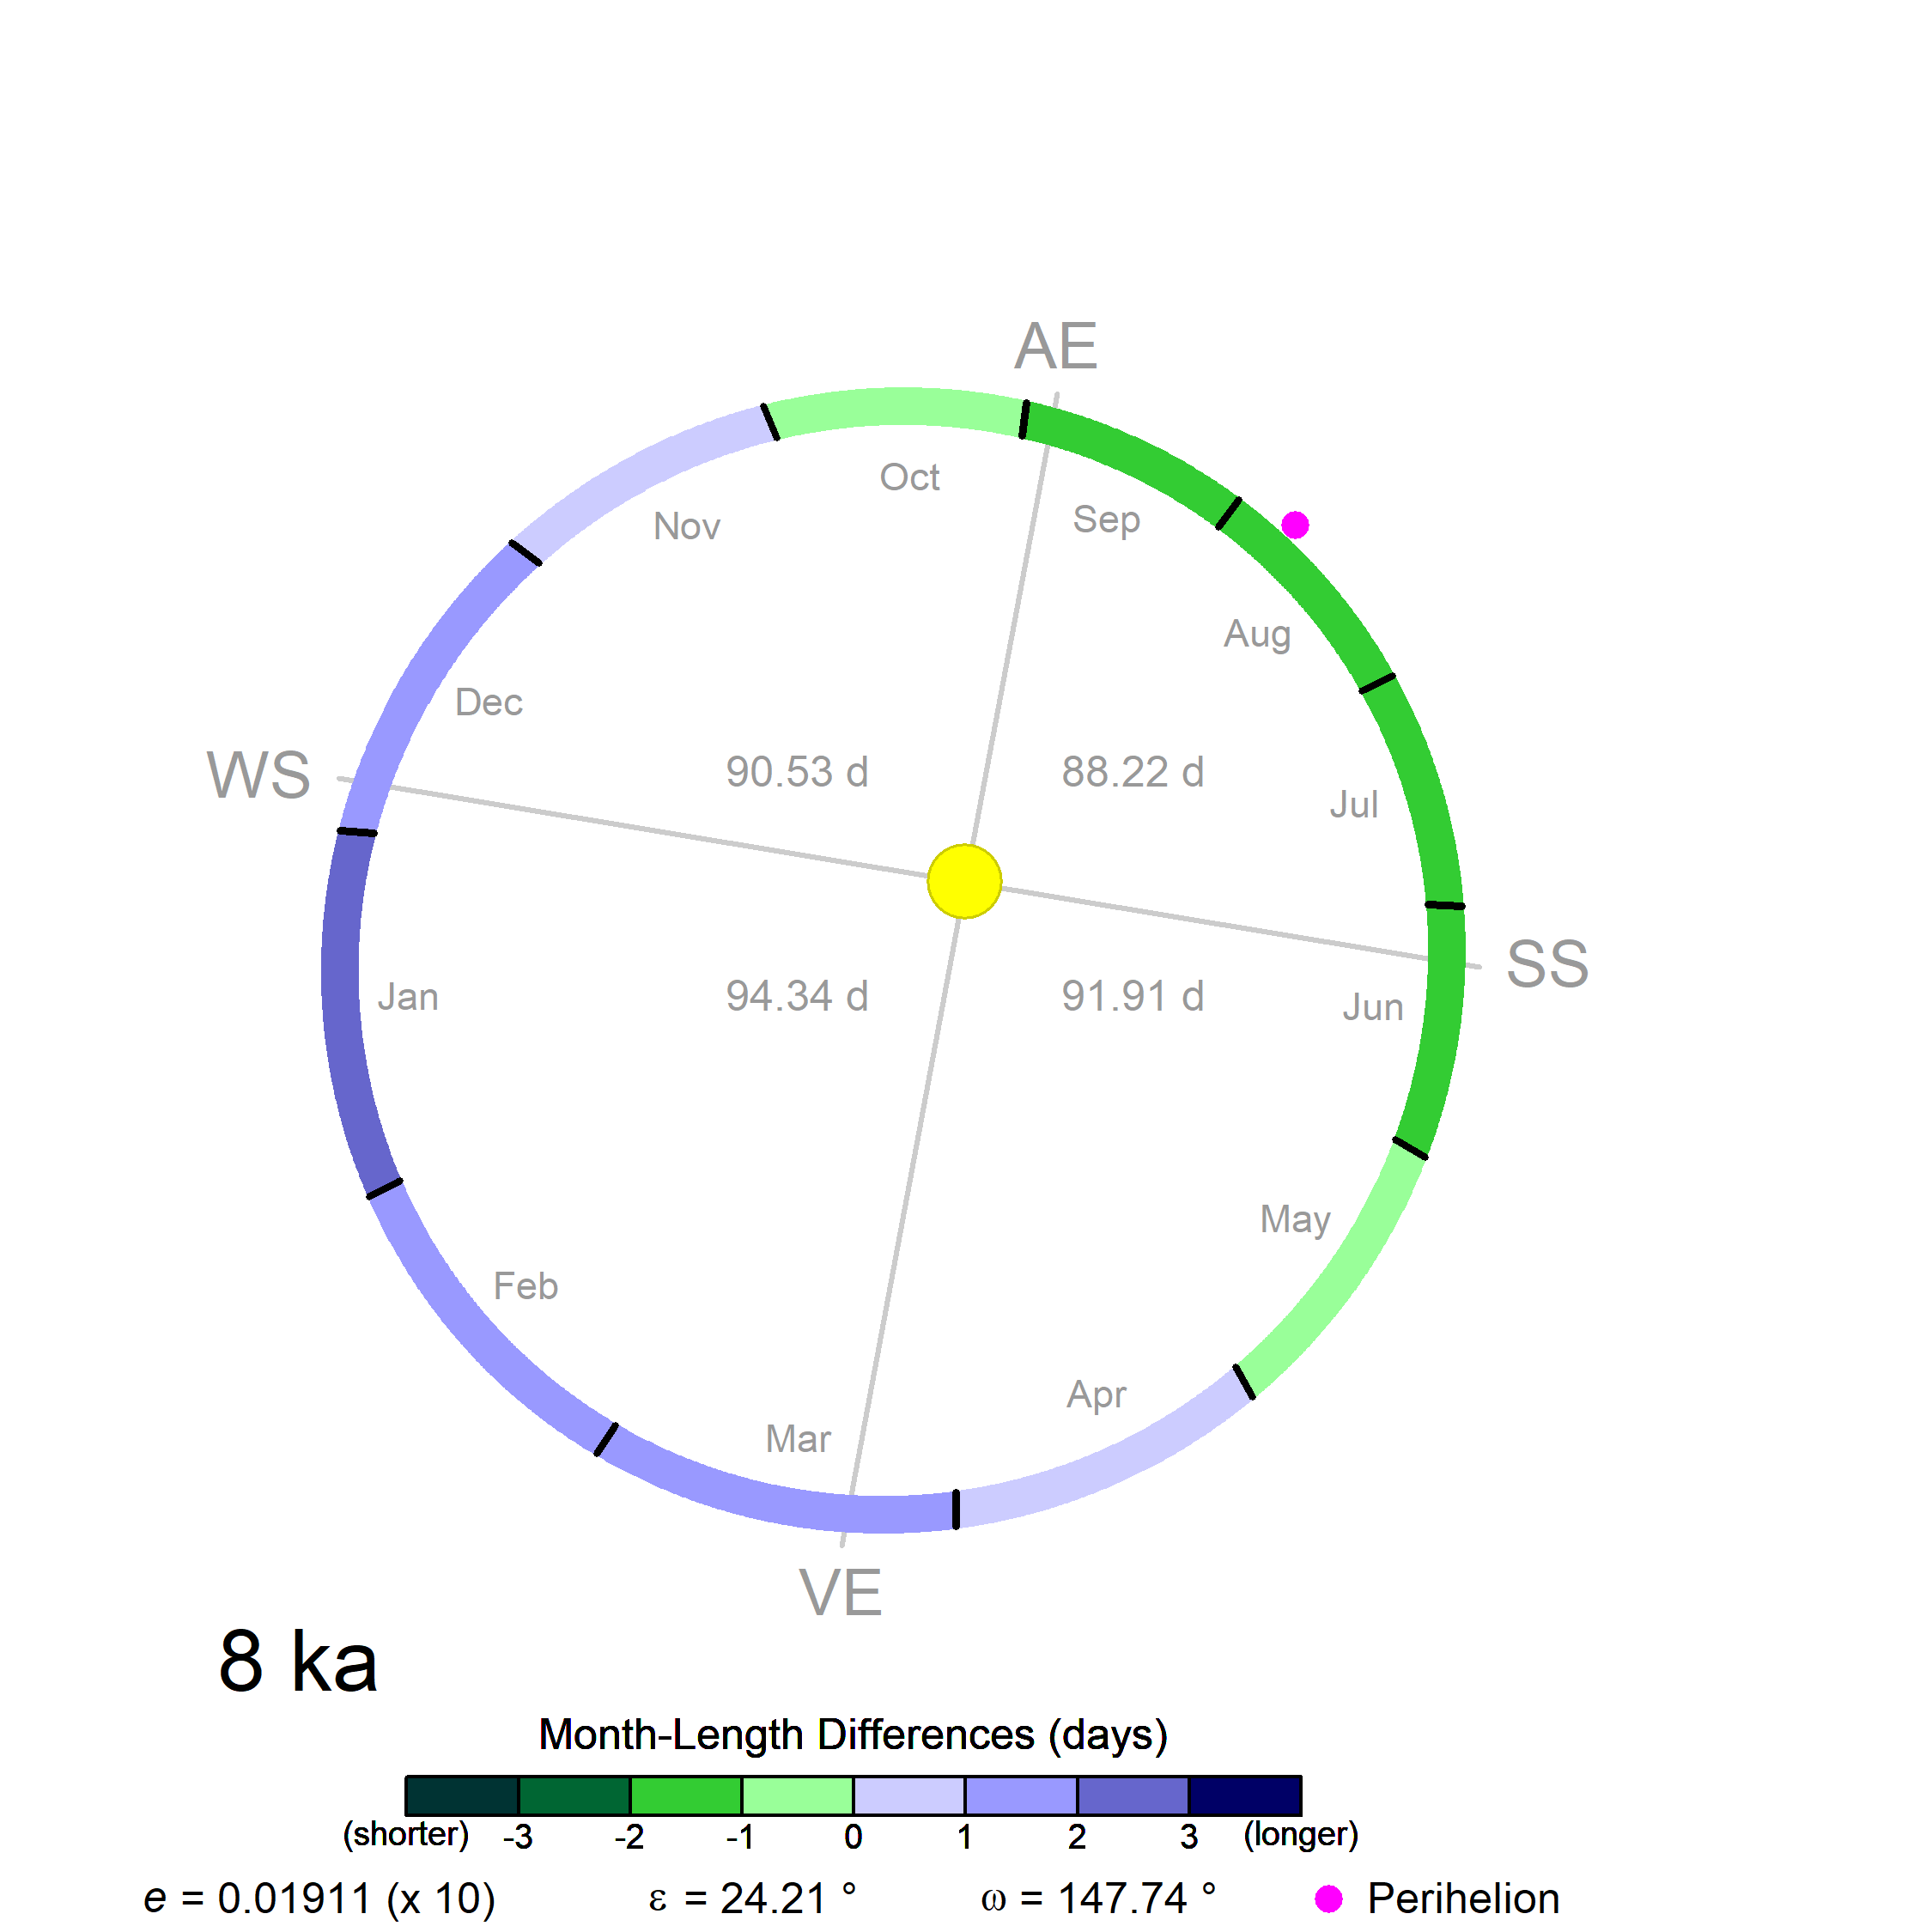 AE
Oct
Sep
Nov
Aug
Dec
WS
90.53 d
88.22 d
Jul
SS
94.34 d
91.91 d
Jan
Jun
May
Feb
Apr
Mar
VE
8 ka
Month-Length Differences (days)
(shorter) -3 -2 -1 0 1 2 3 (longer)
e = 0.01911 (x 10) ε = 24.21 ° ω = 147.74 ° Perihelion